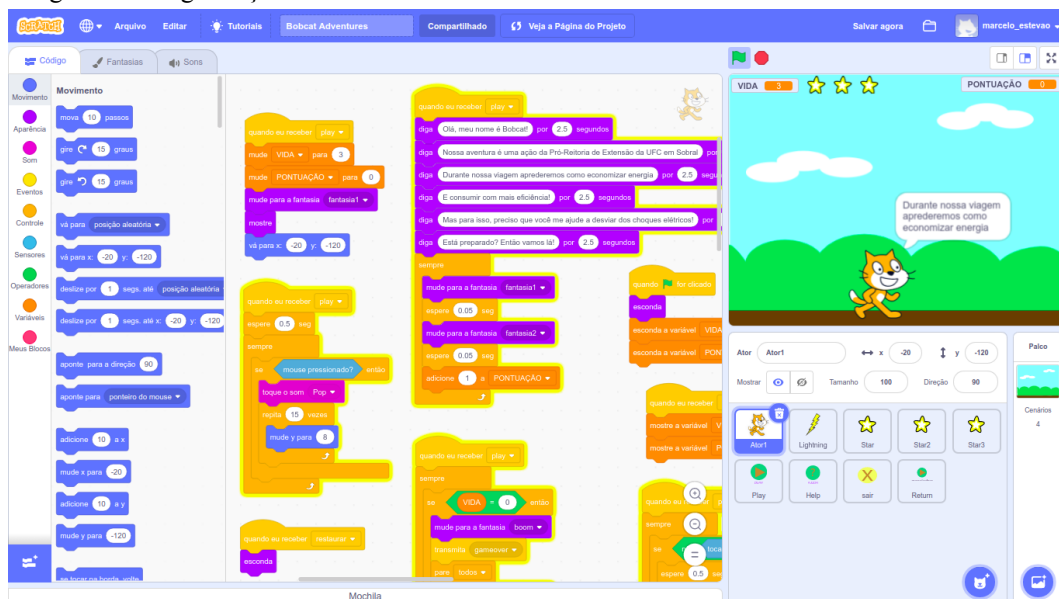 SCRATCH
Arquivo
Editar
Tutoriais
Bobcat Adventures
Compartilhado
Veja a Página do Projeto
Salvar agora
marcelo_estevao
Código
Fantasias
Sons
Movimento
Aparência
Som
Eventos
Controle
Sensores
Operadores
Variáveis
Meus Blocos
Movimento
mova 10 passos
gire 15 graus
gire 15 graus
vá para posição aleatória
vá para x: -20 y: -120
deslize por 1 segs. até posição aleatória
deslize por 1 segs. até x: -20 y: -120
aponte para a direção 90
aponte para ponteiro do mouse
adicione 10 a x
mude x para -20
adicione 10 a y
mude y para -120
se tocar na borda, volte
quando eu receber play
mude VIDA para 3
mude PONTUAÇÃO para 0
mude para a fantasia fantasia1
mostre
vá para x: -20 y: -120
quando eu receber play
espere 0.5 seg
sempre
se mouse pressionado? então
toque o som Pop
repita 15 vezes
mude y para 8
quando eu receber restaurar
esconda
quando eu receber play
diga Olá, meu nome é Bobcat! por 2.5 segundos
diga Nossa aventura é uma ação da Pró-Reitoria de Extensão da UFC em Sobral por
diga Durante nossa viagem aprederemos como economizar energia por 2.5 segu
diga E consumir com mais eficiência! por 2.5 segundos
diga Mas para isso, preciso que você me ajude a desviar dos choques elétricos! por
diga Está preparado? Então vamos lá! por 2.5 segundos
sempre
mude para a fantasia fantasia1
espere 0.05 seg
mude para a fantasia fantasia2
espere 0.05 seg
adicione 1 a PONTUAÇÃO
quando eu receber play
sempre
se VIDA = 0 então
mude para a fantasia boom
transmita gameover
pare todos
quando for clicado
esconda
esconda a variável VIDA
esconda a variável PON
quando eu receber
mostre a variável V
mostre a variável P
quando eu
sempre
se toca
espere 0.5 se
Mochila
VIDA 3
PONTUAÇÃO 0
Durante nossa viagem
aprederemos como
economizar energia
Ator Ator1 x -20 y -120
Mostrar Tamanho 100 Direção 90
Ator1
Lightning
Star
Star2
Star3
Play
Help
sair
Return
Palco
Cenários
4